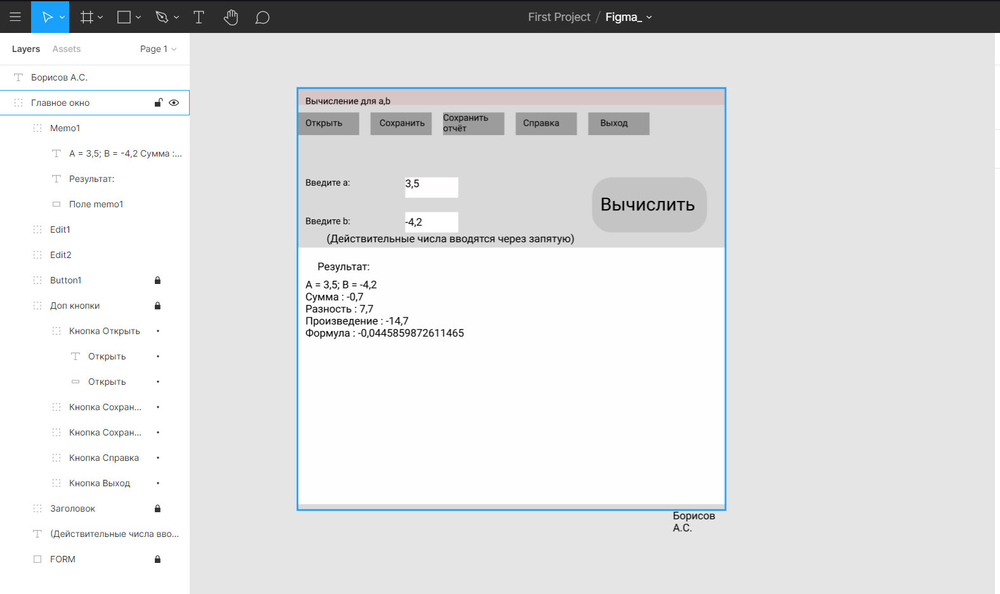 First Project / Figma_
Layers
Assets
Page 1
Борисов А.С.
Главное окно
Memo1
A = 3,5; B = -4,2 Сумма :...
Результат:
Поле memo1
Edit1
Edit2
Button1
Доп кнопки
Кнопка Открыть
Открыть
Открыть
Кнопка Сохран...
Кнопка Сохран...
Кнопка Справка
Кнопка Выход
Заголовок
(Действительные числа вво...
FORM
Вычисление для a,b
Открыть
Сохранить
Сохранить
отчёт
Справка
Выход
Введите a:
3,5
Введите b:
-4,2
Вычислить
(Действительные числа вводятся через запятую)
Результат:
A = 3,5; B = -4,2
Сумма : -0,7
Разность : 7,7
Произведение : -14,7
Формула : -0,0445859872611465
Борисов
А.С.